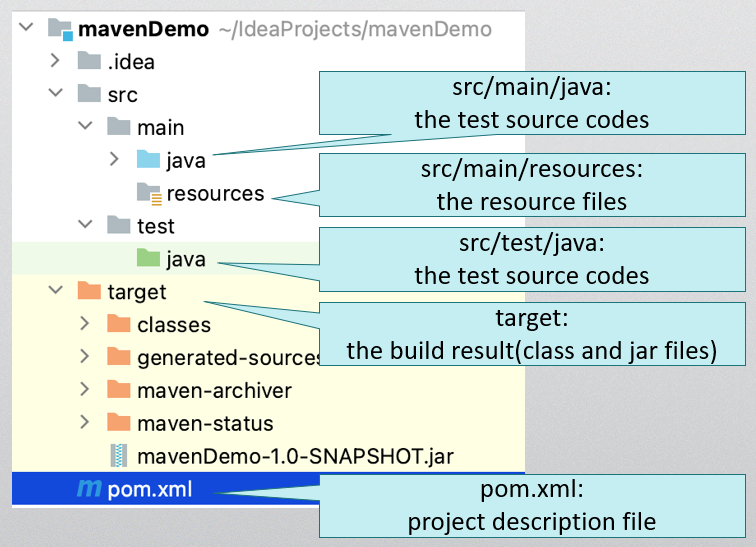 mavenDemo ~/IdeaProjects/mavenDemo
.idea
src
main
java
resources
test
java
target
classes
generated-sources
maven-archiver
maven-status
mavenDemo-1.0-SNAPSHOT.jar
pom.xml
src/main/java:
the test source codes
src/main/resources:
the resource files
src/test/java:
the test source codes
target:
the build result(class and jar files)
pom.xml:
project description file